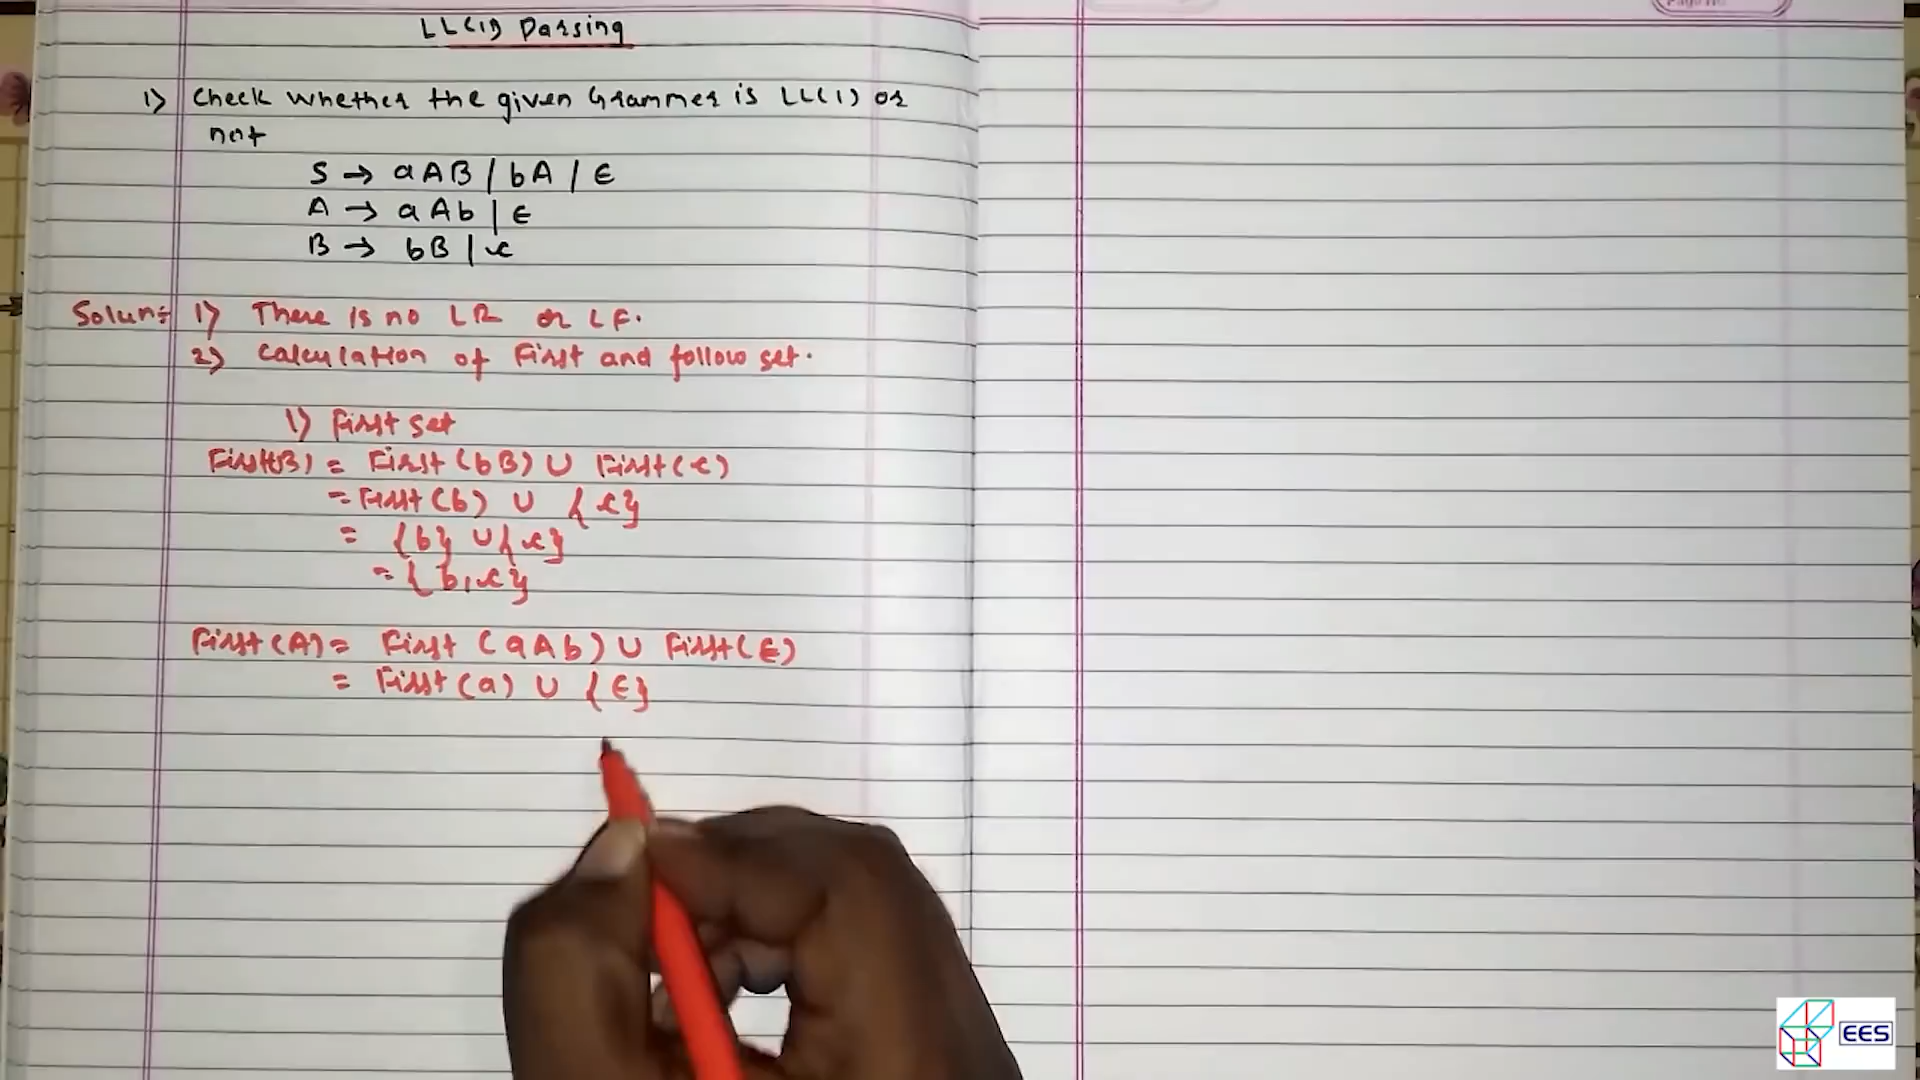 LL(1) Parsing
1) Check whether the given Grammer is LL(1) or
not
S → aAB | bA | ϵ
A → aAb | ϵ
B → bB | c
Solun:- 1) There is no LR or LF.
2) Calculation of First and follow set.
1) First set
First(B) = First (bB) ∪ First(c)
= First (b) ∪ {c}
= {b} ∪ {c}
= {b, c}
First (A) = First (aAb) ∪ First(ϵ)
= First (a) ∪ {ϵ}
EES